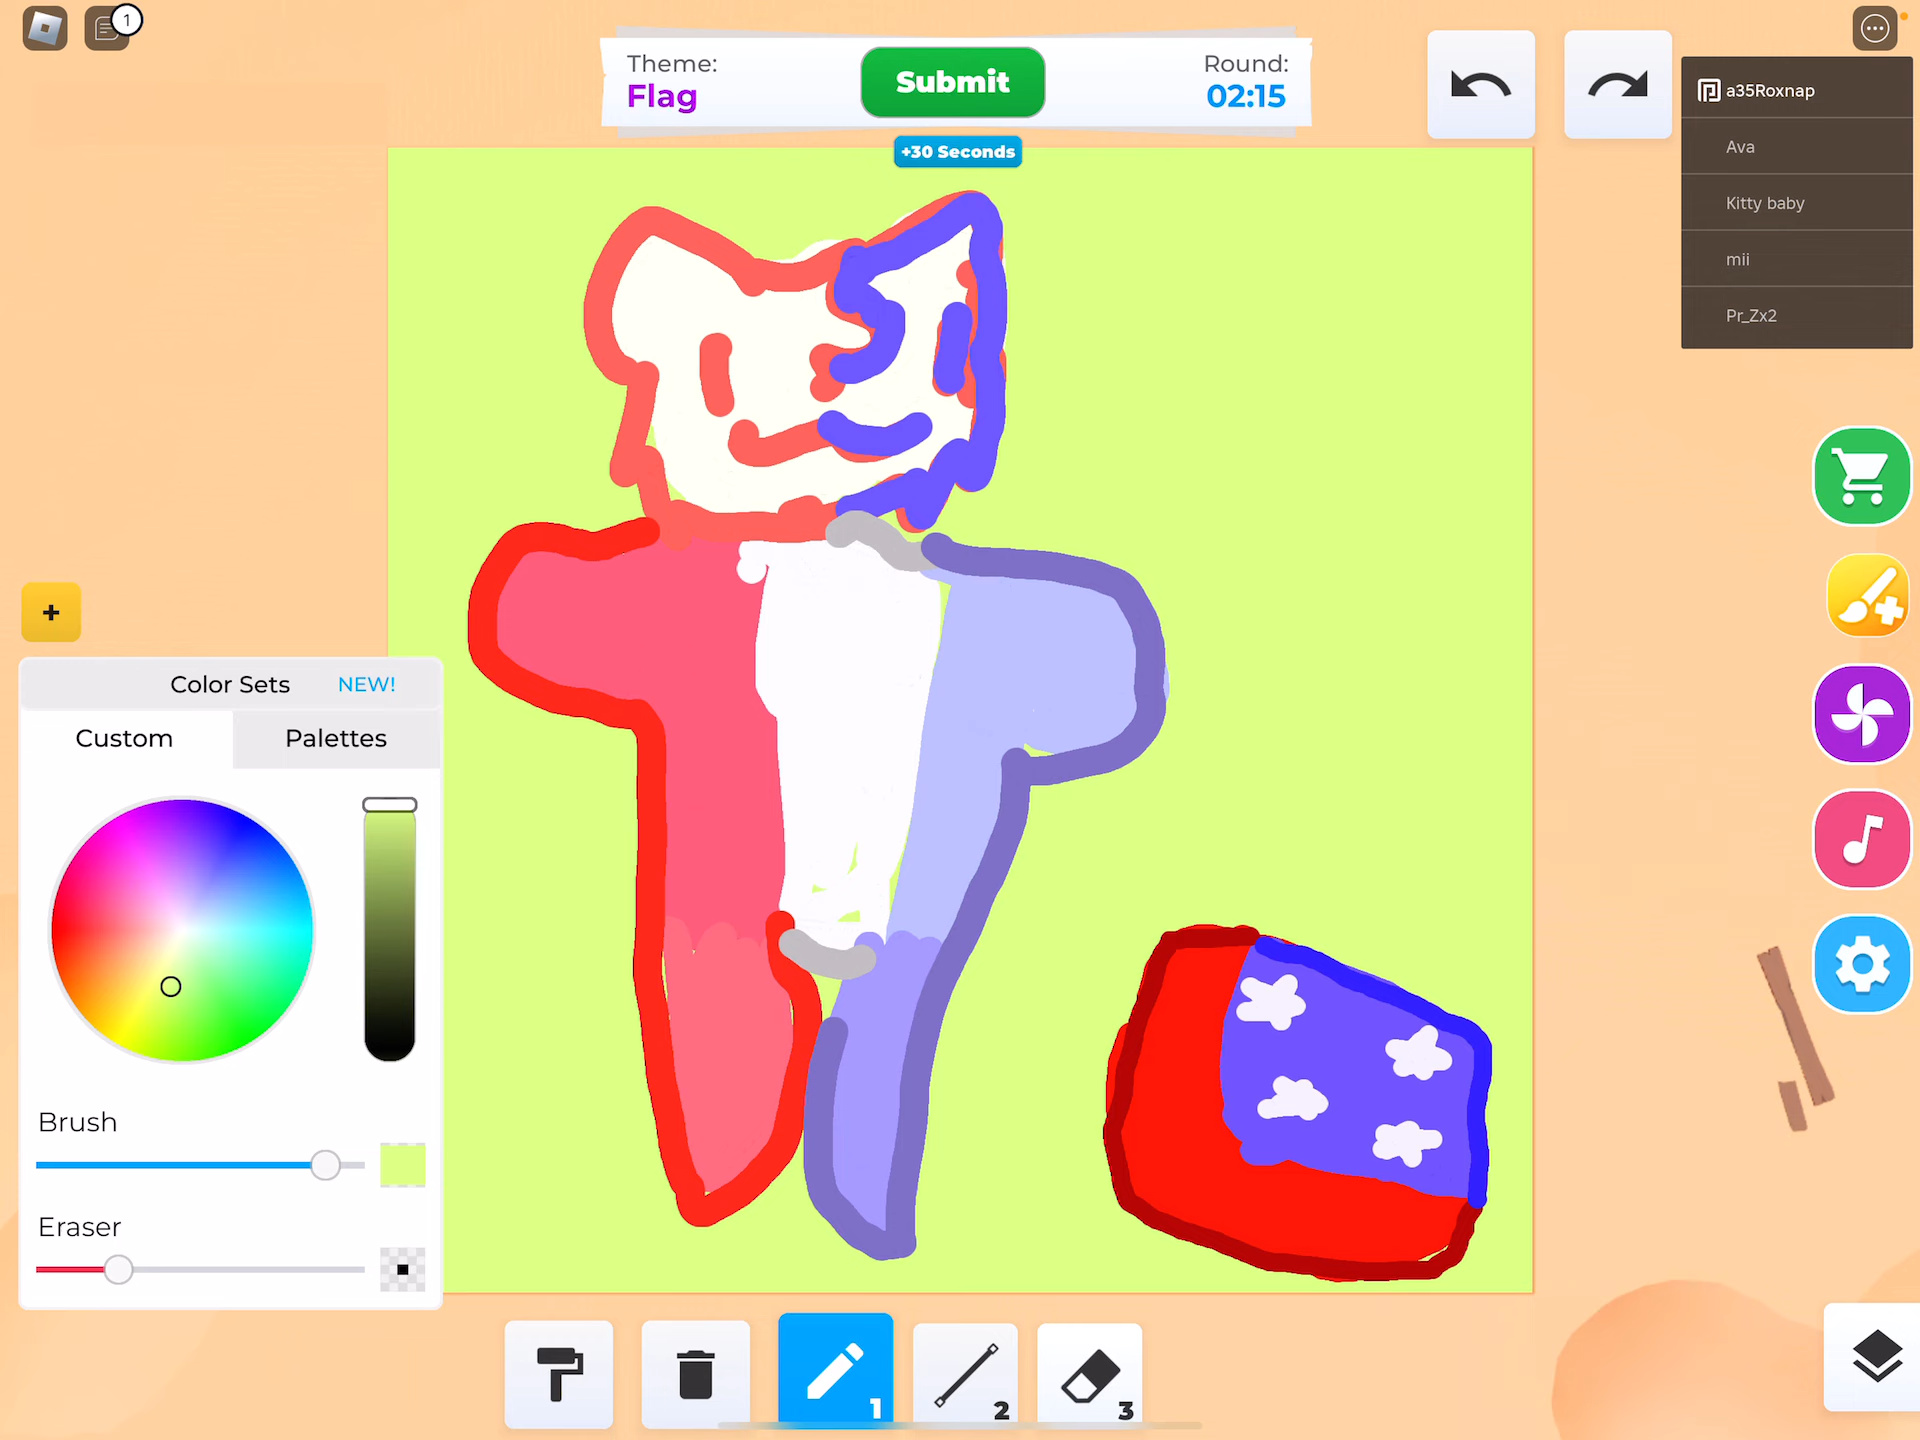 1
Theme:
Flag
Submit
Round:
02:15
+30 Seconds
a35Roxnap
Ava
Kitty baby
mii
Pr_Zx2
+
Color Sets NEW!
Custom Palettes
Brush
Eraser
1
2
3